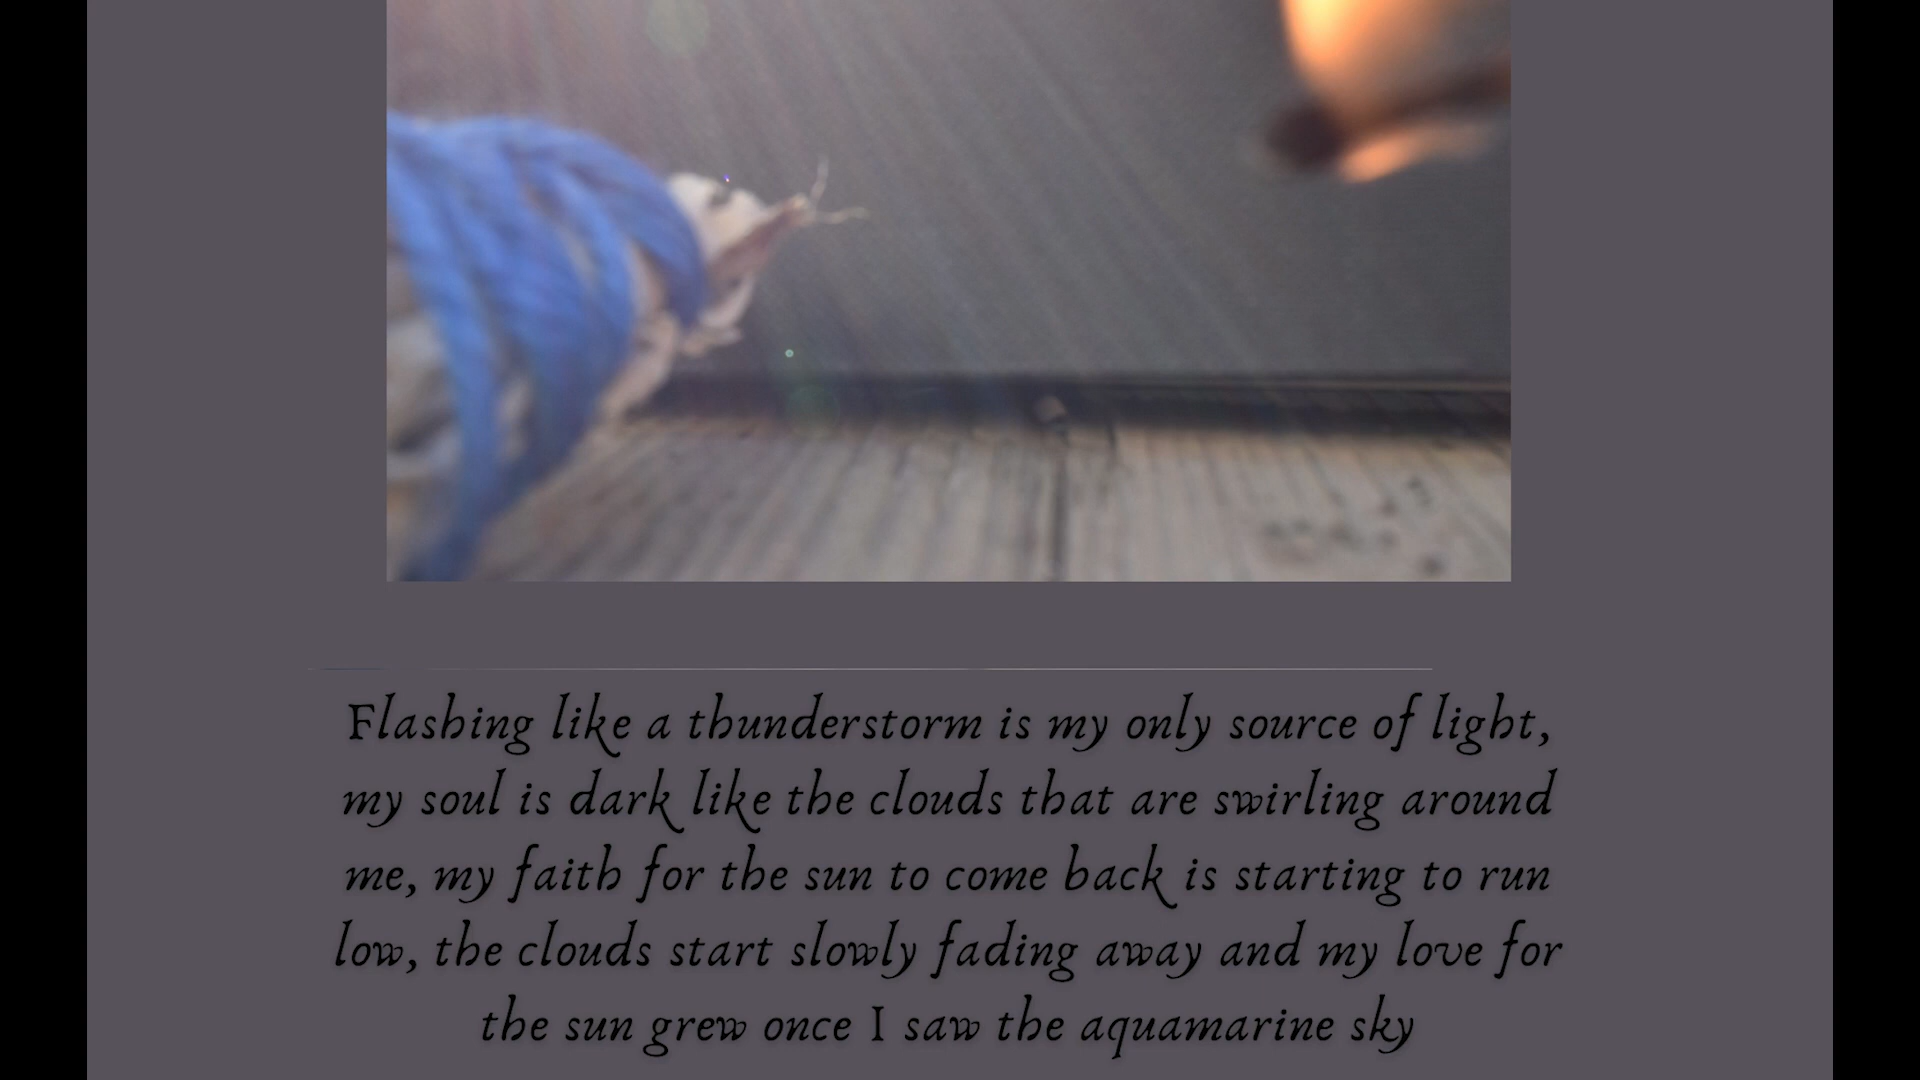 Flashing like a thunderstorm is my only source of light,
my soul is dark like the clouds that are swirling around
me, my faith for the sun to come back is starting to run
low, the clouds start slowly fading away and my love for
the sun grew once I saw the aquamarine sky